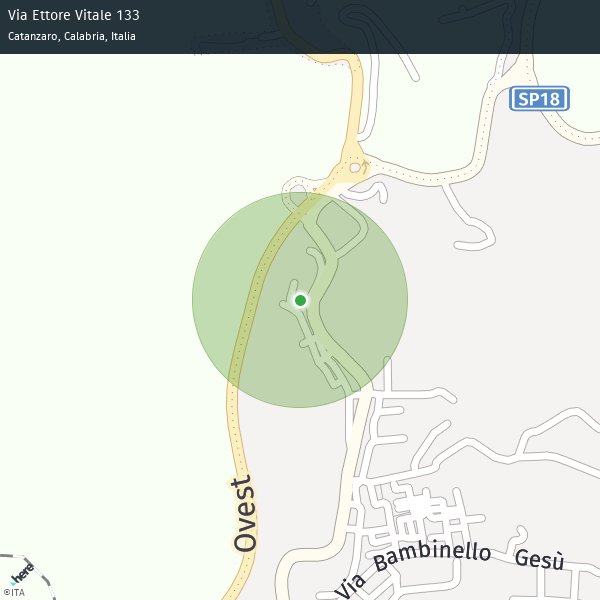 Via Ettore Vitale 133
Catanzaro, Calabria, Italia
SP18
Ovest
Via Bambinello Gesù
here
©ITA